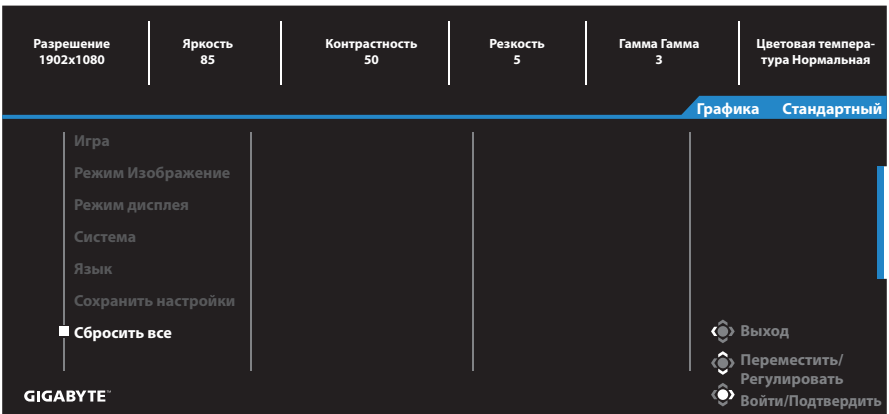 Разрешение
1902x1080
Яркость
85
Контрастность
50
Резкость
5
Гамма Гамма
3
Цветовая темпера-
тура Нормальная
Графика Стандартный
Игра
Режим Изображение
Режим дисплея
Система
Язык
Сохранить настройки
Сбросить все
Выход
Переместить/
Регулировать
Войти/Подтвердить
GIGABYTE™